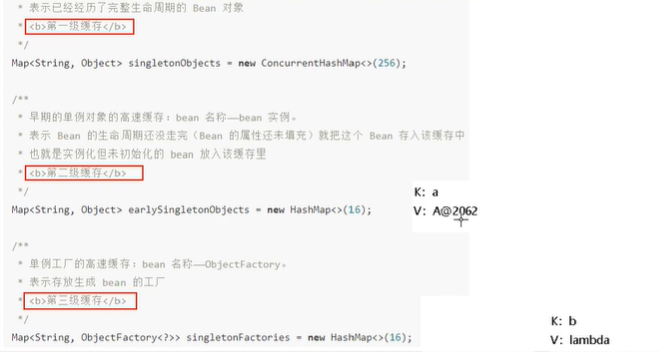 * 表示已经经历了完整生命周期的 Bean 对象
* <b>第一级缓存</b>
*/
Map<String, Object> singletonObjects = new ConcurrentHashMap<>(256);
/**
* 早期的单例对象的高速缓存：bean 名称—bean 实例。
* 表示 Bean 的生命周期还没走完（Bean 的属性还未填充）就把这个 Bean 存入该缓存中
* 也就是实例化但未初始化的 bean 放入该缓存里
* <b>第二级缓存</b>
*/
Map<String, Object> earlySingletonObjects = new HashMap<>(16);
K: a
V: A@2062
/**
* 单例工厂的高速缓存：bean 名称—ObjectFactory。
* 表示存放生成 bean 的工厂
* <b>第三级缓存</b>
*/
Map<String, ObjectFactory<?>> singletonFactories = new HashMap<>(16);
K: b
V: lambda